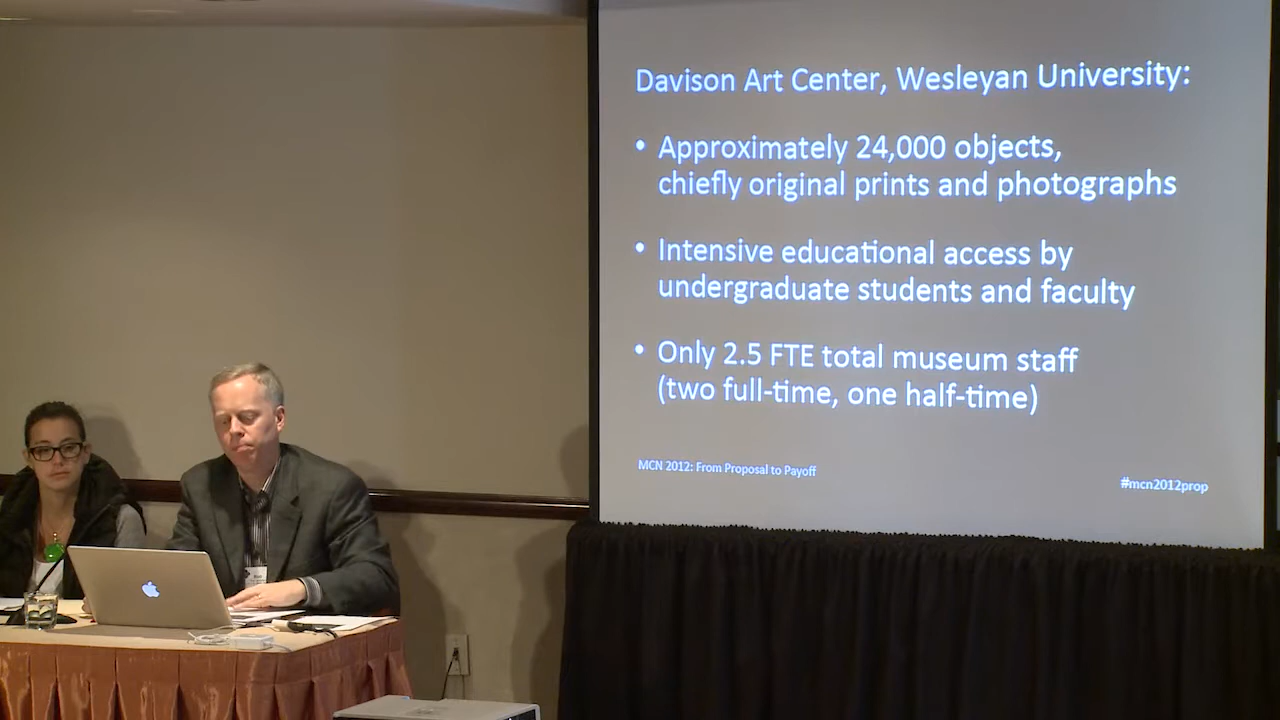 Davison Art Center, Wesleyan University:
• Approximately 24,000 objects,
chiefly original prints and photographs
• Intensive educational access by
undergraduate students and faculty
• Only 2.5 FTE total museum staff
(two full-time, one half-time)
MCN 2012: From Proposal to Payoff
#mcn2012prop